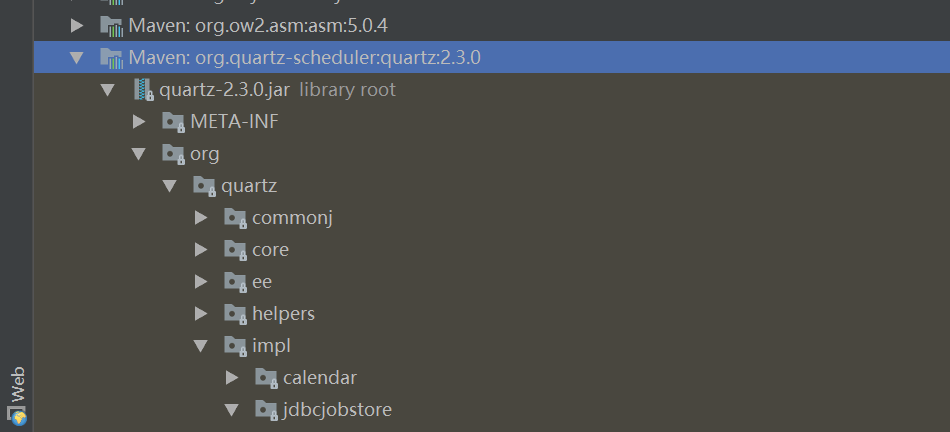 Maven: org.ow2.asm:asm:5.0.4
Maven: org.quartz-scheduler:quartz:2.3.0
quartz-2.3.0.jar library root
META-INF
org
quartz
commonj
core
ee
helpers
impl
calendar
jdbcjobstore
Web